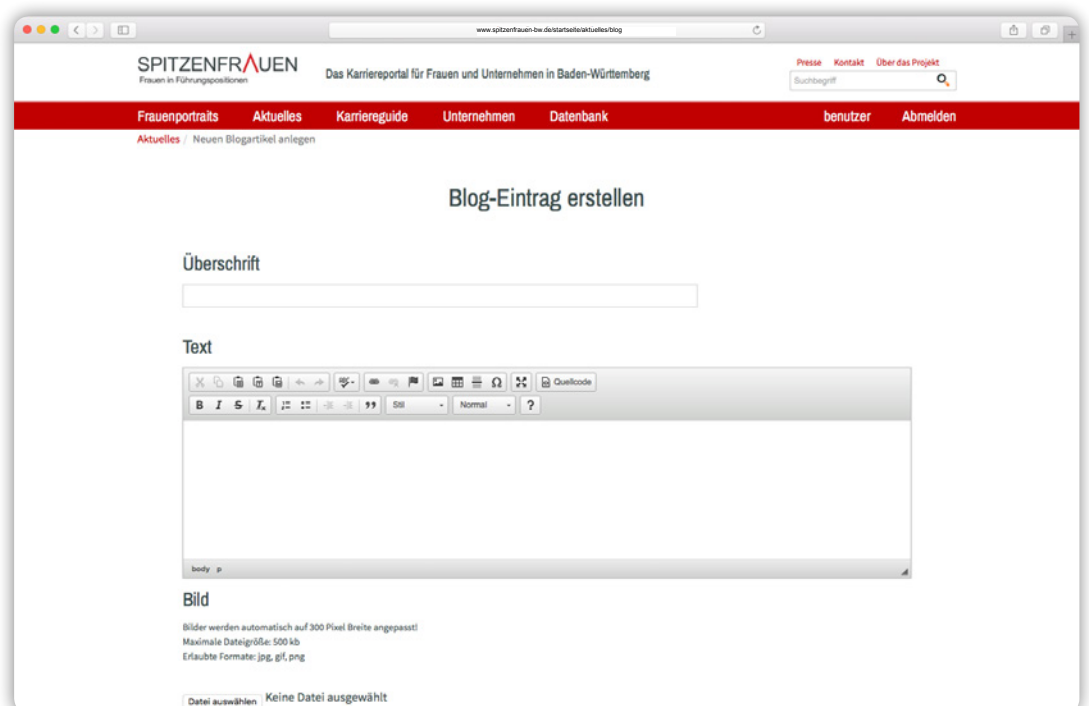 www.spitzenfrauen-bw.de/startseite/aktuelles/blog
SPITZENFRAUEN
Frauen in Führungspositionen
Das Karriereportal für Frauen und Unternehmen in Baden-Württemberg
Presse Kontakt Über das Projekt
Suchbegriff
Frauenportraits Aktuelles Karriereguide Unternehmen Datenbank benutzer Abmelden
Aktuelles / Neuen Blogartikel anlegen
Blog-Eintrag erstellen
Überschrift
Text
Quellcode
B I S Tx Stil Normal ?
body p
Bild
Bilder werden automatisch auf 300 Pixel Breite angepasst!
Maximale Dateigröße: 500 kb
Erlaubte Formate: jpg, gif, png
Datei auswählen Keine Datei ausgewählt